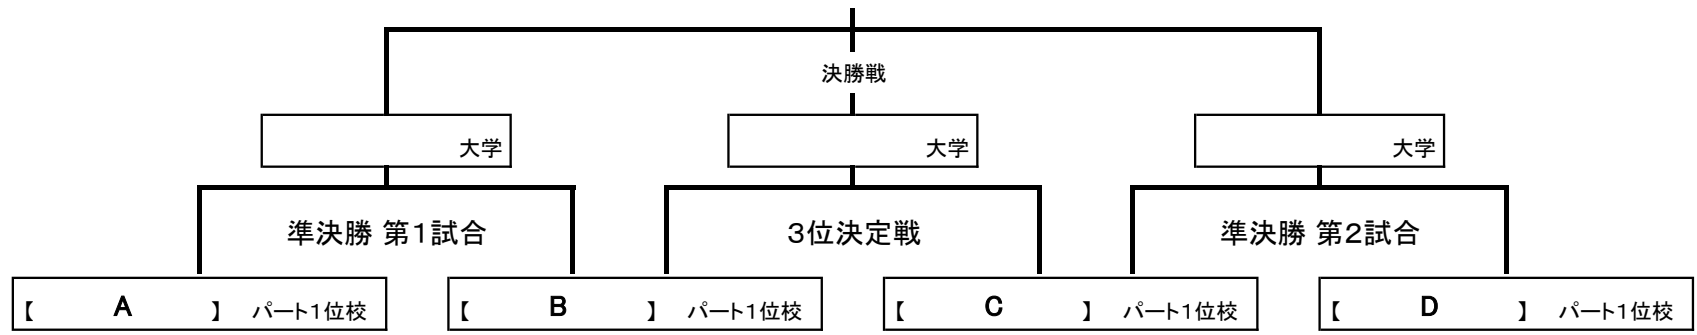 決勝戦
大学
大学
大学
準決勝 第1試合
3位決定戦
準決勝 第2試合
【 A 】 パート1位校
【 B 】 パート1位校
【 C 】 パート1位校
【 D 】 パート1位校